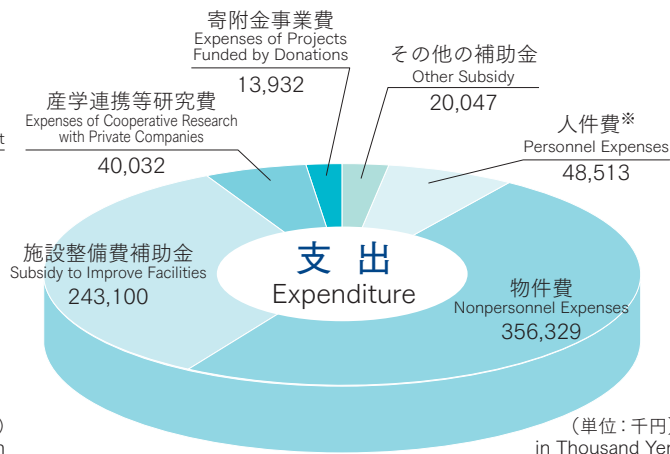 寄附金事業費
Expenses of Projects
Funded by Donations
13,932
その他の補助金
Other Subsidy
20,047
産学連携等研究費
Expenses of Cooperative Research
with Private Companies
40,032
人件費※
Personnel Expenses
48,513
施設整備費補助金
Subsidy to Improve Facilities
243,100
支 出
Expenditure
物件費
Nonpersonnel Expenses
356,329
（単位：千円）
in Thousand Yen